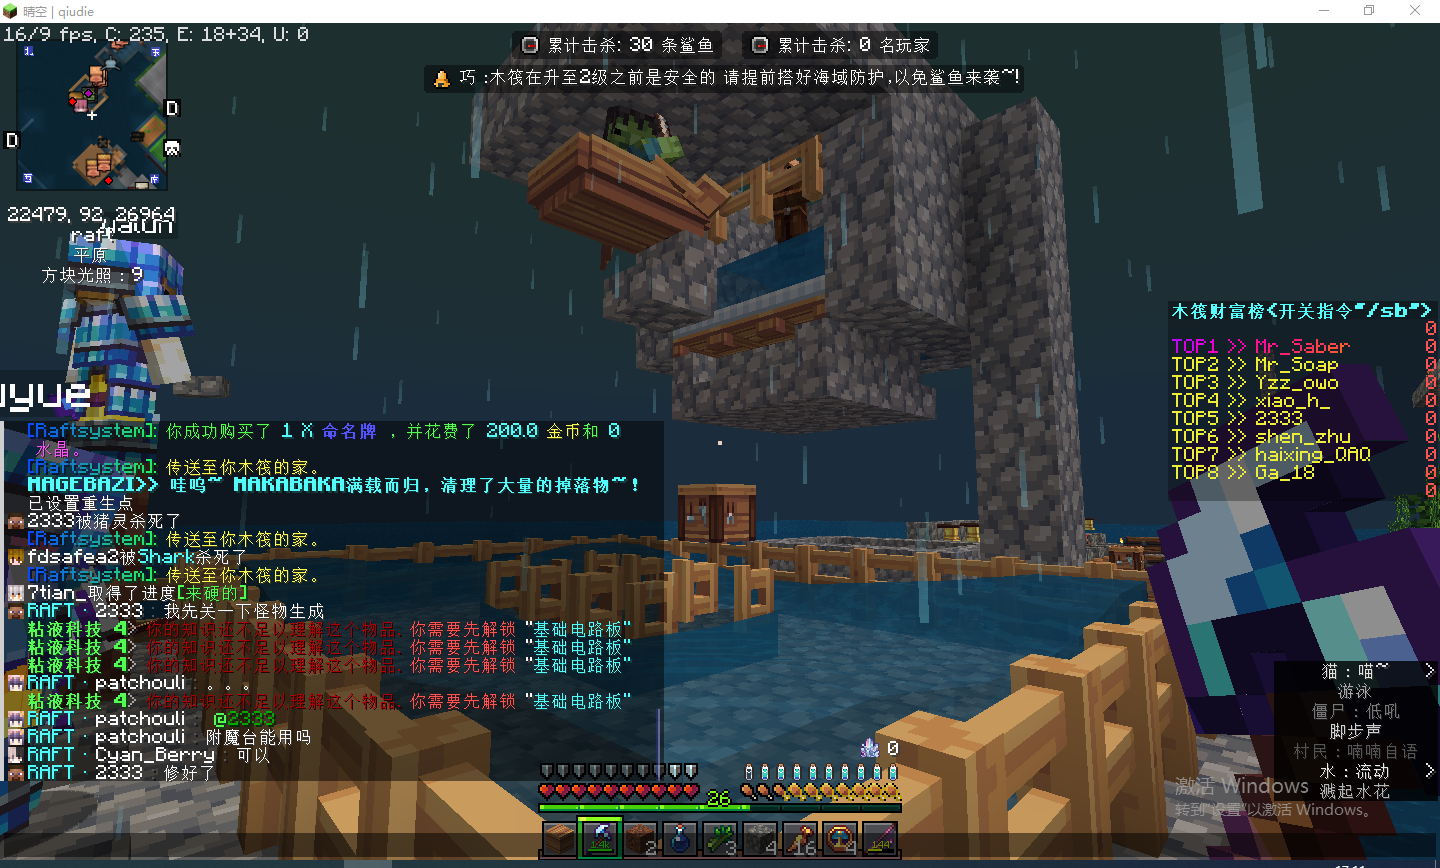 晴空 | qiudie
16/9 fps, C: 235, E: 18+34, U: 0
累计击杀: 30 条鲨鱼
累计击杀: 0 名玩家
巧 :木筏在升至2级之前是安全的 请提前搭好海域防护,以免鲨鱼来袭~!
北
东
D
D
西
南
22479, 92, 26964
raft
平原
方块光照 : 9
uyue
木筏财富榜<开关指令"/sb">
0
TOP1 >> Mr_Saber 0
TOP2 >> Mr_Soap 0
TOP3 >> Yzz_owo 0
TOP4 >> xiao_h_ 0
TOP5 >> 2333 0
TOP6 >> shen_zhu 0
TOP7 >> haixing_QAQ 0
TOP8 >> Ga_18 0
0
[Raftsystem]: 你成功购买了 1 X 命名牌 , 并花费了 200.0 金币和 0
水晶。
[Raftsystem]: 传送至你木筏的家。
MAGEBAZI>> 哇呜~ MAKABAKA满载而归, 清理了大量的掉落物~!
已设置重生点
2333被猪灵杀死了
[Raftsystem]: 传送至你木筏的家。
fdsafea2被Shark杀死了
[Raftsystem]: 传送至你木筏的家。
7tian_取得了进度[来硬的]
RAFT · 2333 : 我先关一下怪物生成
粘液科技 4> 你的知识还不足以理解这个物品. 你需要先解锁 "基础电路板"
粘液科技 4> 你的知识还不足以理解这个物品. 你需要先解锁 "基础电路板"
粘液科技 4> 你的知识还不足以理解这个物品. 你需要先解锁 "基础电路板"
RAFT · patchouli : 。。。
粘液科技 4> 你的知识还不足以理解这个物品. 你需要先解锁 "基础电路板"
RAFT · patchouli : @2333
RAFT · patchouli : 附魔台能用吗
RAFT · Cyan_Berry : 可以
RAFT · 2333 : 修好了
猫 : 喵~ >
游泳
僵尸 : 低吼
脚步声
村民 : 喃喃自语
水 : 流动 >
溅起水花
激活 Windows
转到"设置"以激活 Windows。
0
26
144k
2
3
4
16
4
144